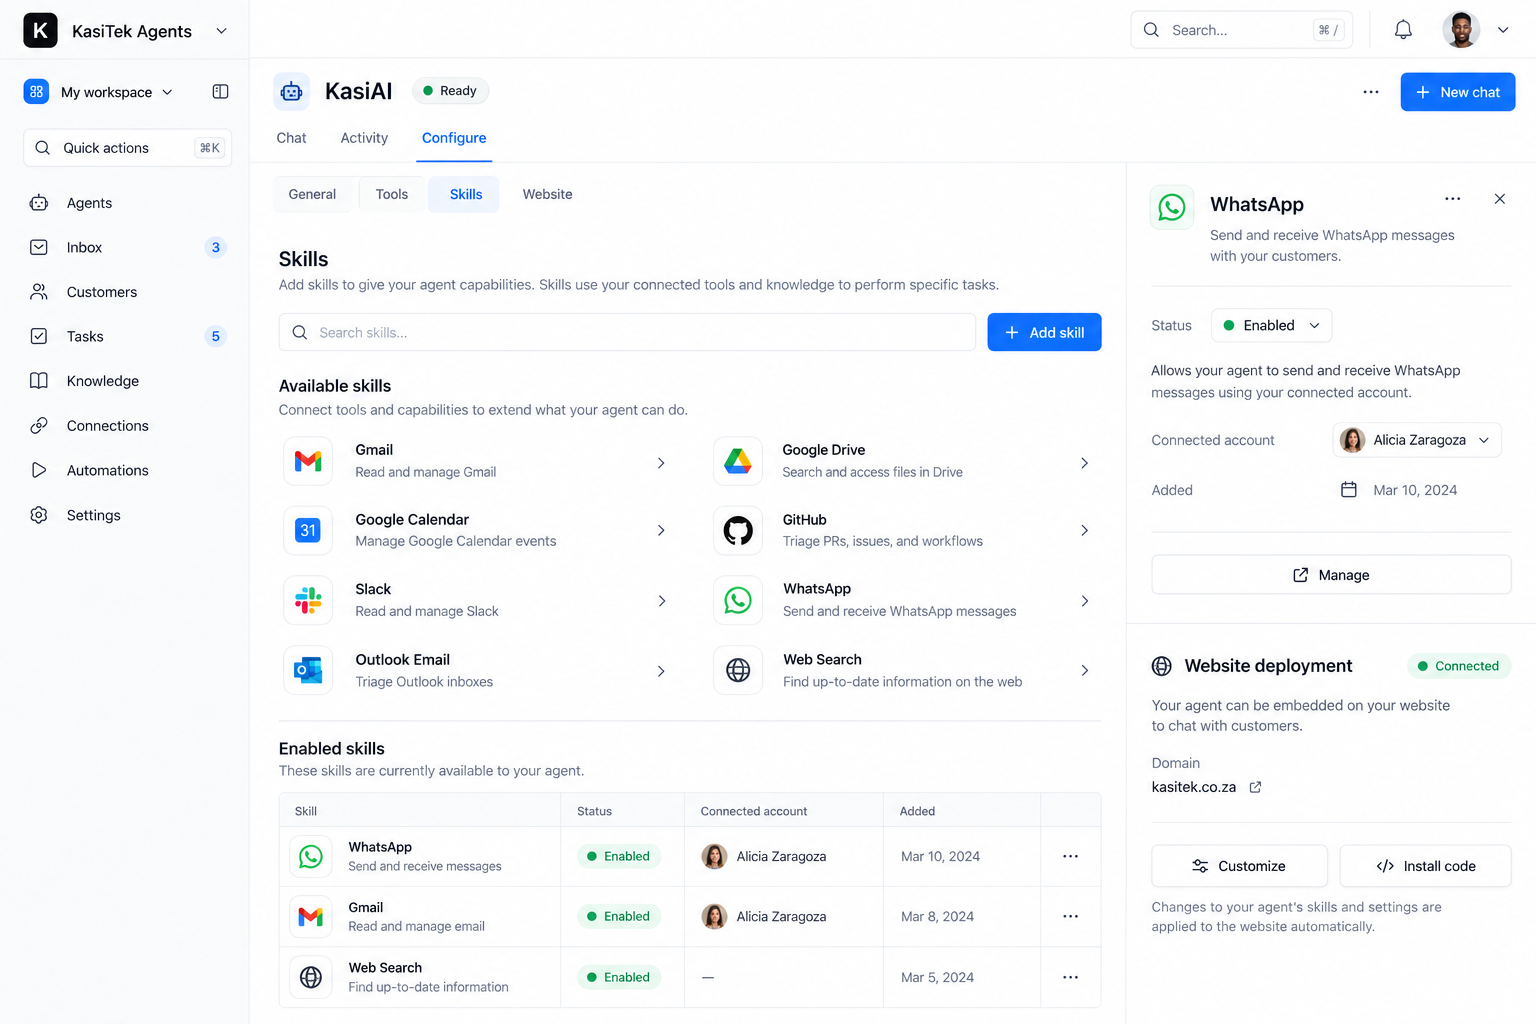 K
KasiTek Agents
Search...
⌘ /
My workspace
Quick actions
⌘K
Agents
Inbox
3
Customers
Tasks
5
Knowledge
Connections
Automations
Settings
KasiAI
Ready
New chat
Chat
Activity
Configure
General
Tools
Skills
Website
Skills
Add skills to give your agent capabilities. Skills use your connected tools and knowledge to perform specific tasks.
Search skills...
Add skill
Available skills
Connect tools and capabilities to extend what your agent can do.
Gmail
Read and manage Gmail
Google Drive
Search and access files in Drive
31
Google Calendar
Manage Google Calendar events
GitHub
Triage PRs, issues, and workflows
Slack
Read and manage Slack
WhatsApp
Send and receive WhatsApp messages
Outlook Email
Triage Outlook inboxes
Web Search
Find up-to-date information on the web
Enabled skills
These skills are currently available to your agent.
Skill
Status
Connected account
Added
WhatsApp
Send and receive messages
Enabled
Alicia Zaragoza
Mar 10, 2024
Gmail
Read and manage email
Enabled
Alicia Zaragoza
Mar 8, 2024
Web Search
Find up-to-date information
Enabled
—
Mar 5, 2024
WhatsApp
Send and receive WhatsApp messages
with your customers.
Status
Enabled
Allows your agent to send and receive WhatsApp
messages using your connected account.
Connected account
Alicia Zaragoza
Added
Mar 10, 2024
Manage
Website deployment
Connected
Your agent can be embedded on your website
to chat with customers.
Domain
kasitek.co.za
Customize
Install code
Changes to your agent's skills and settings are
applied to the website automatically.